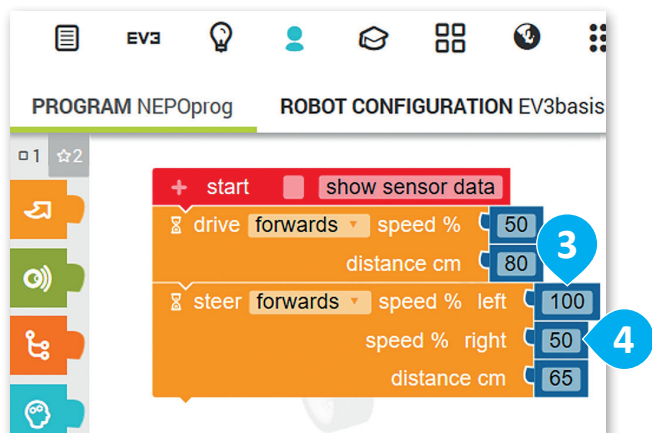 EV3
PROGRAM NEPOprog ROBOT CONFIGURATION EV3basis
1 2
+ start show sensor data
drive forwards speed % 50
3
distance cm 80
steer forwards speed % left 100
speed % right 50 4
distance cm 65